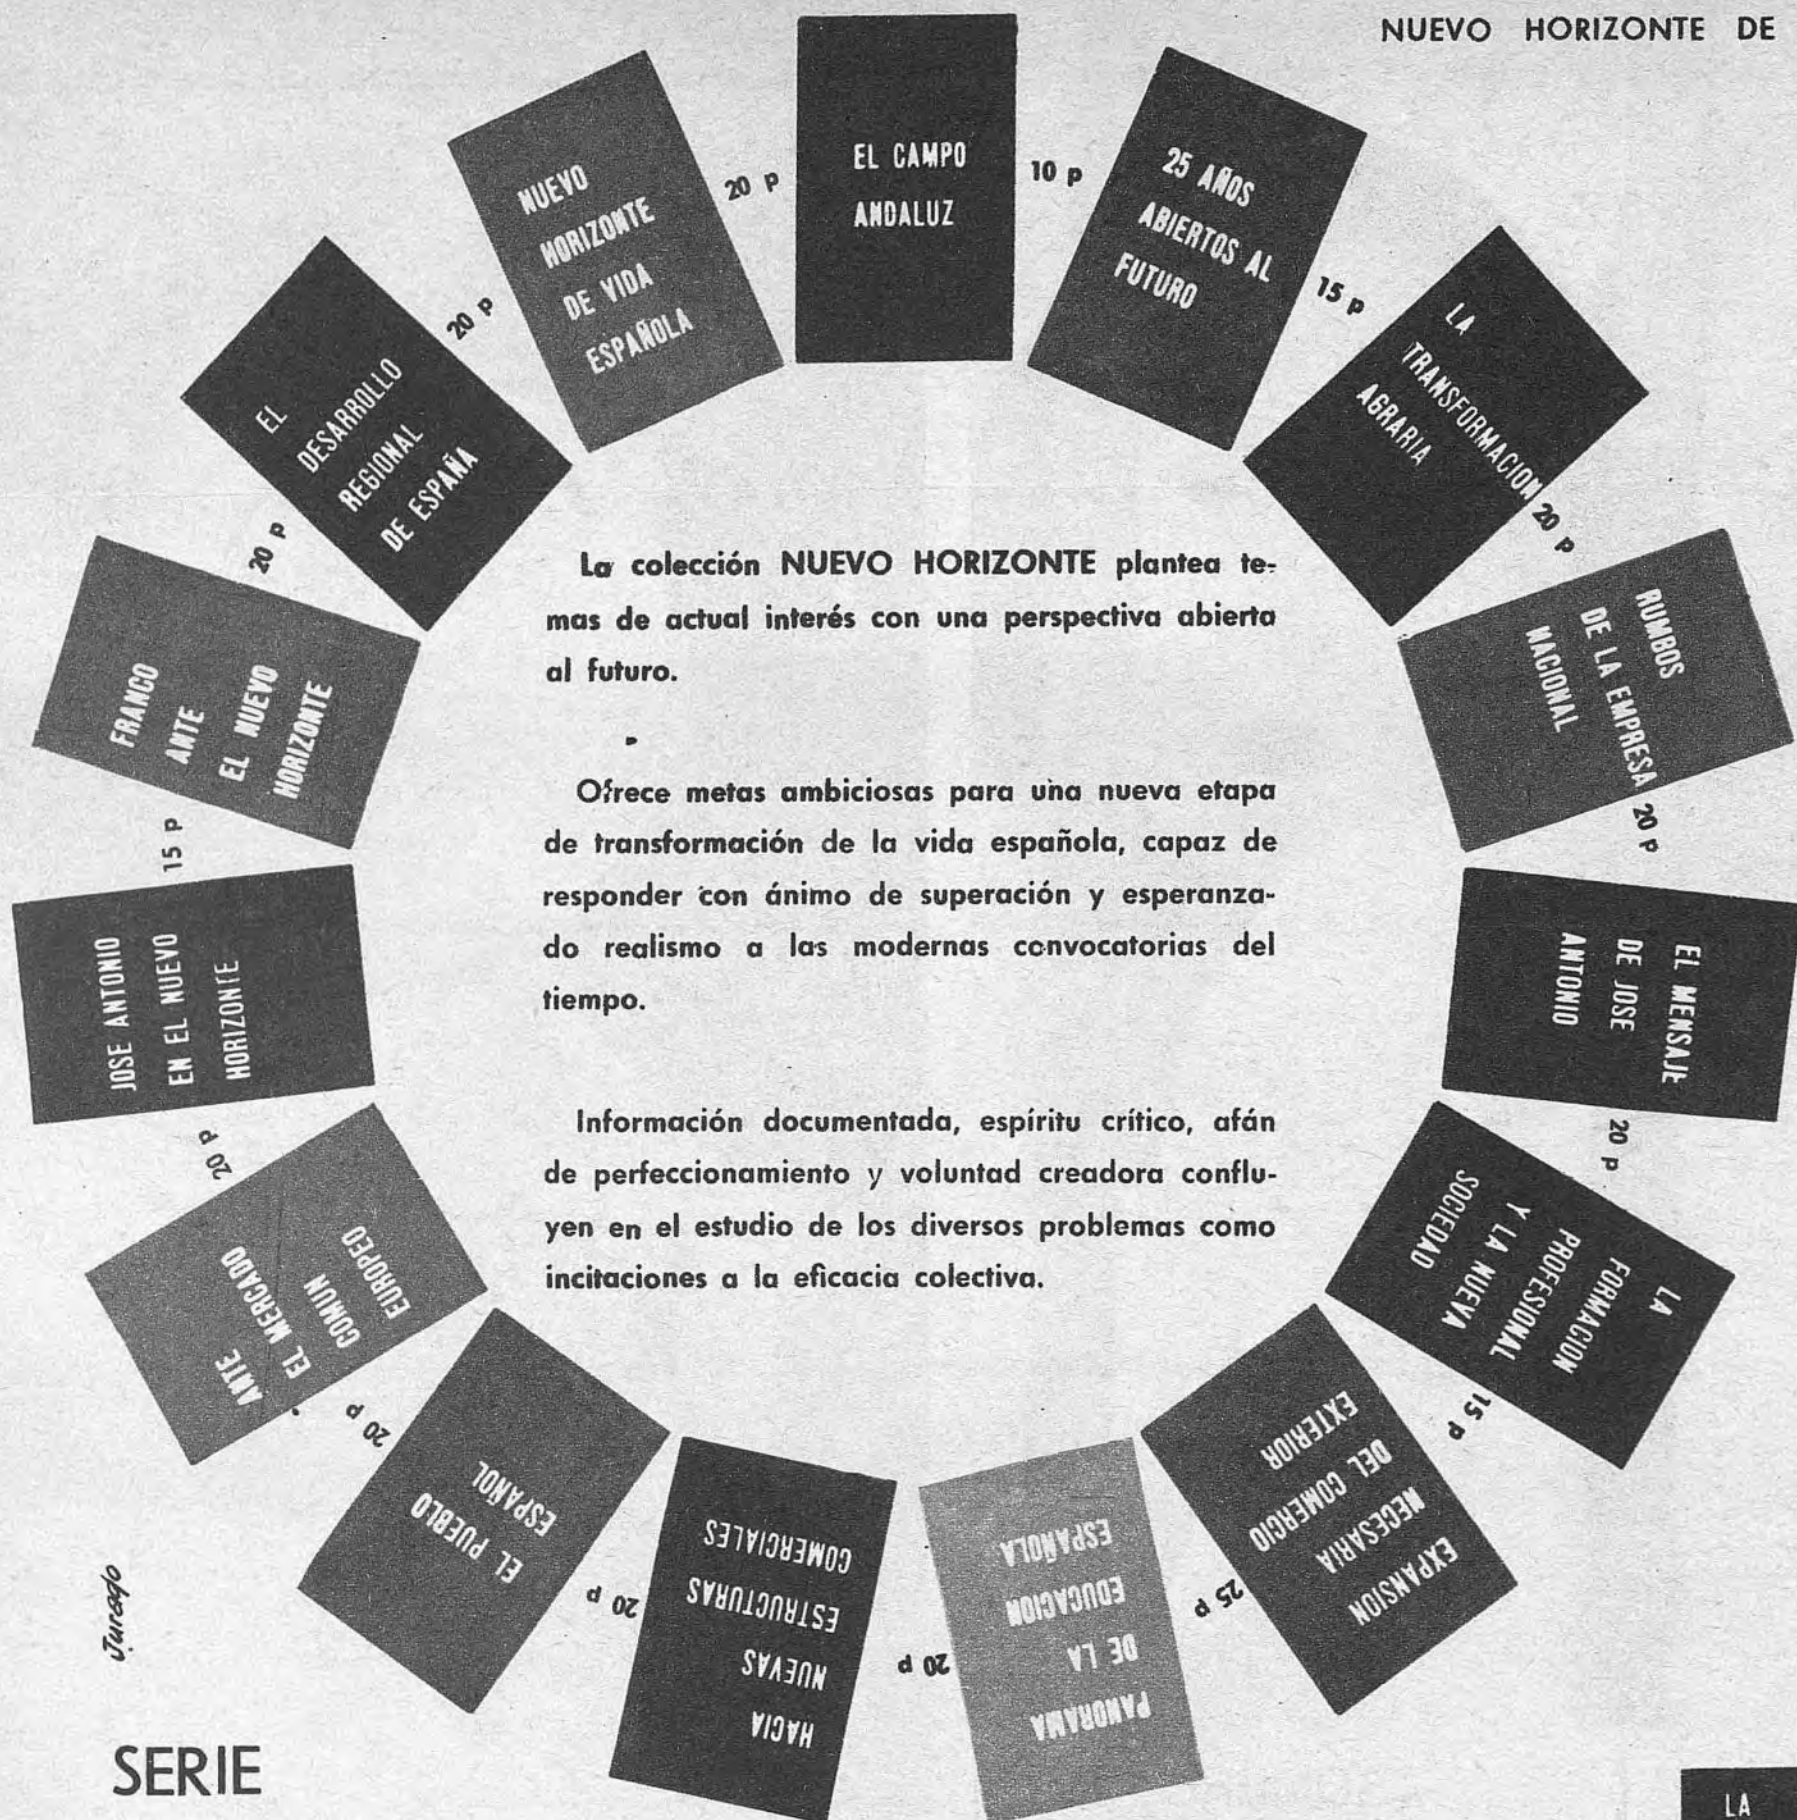 NUEVO HORIZONTE DE
EL CAMPO
ANDALUZ
10 p
25 AÑOS
ABIERTOS AL
FUTURO
15 p
LA
TRANSFORMACION
AGRARIA
20 p
RUMBOS
DE LA EMPRESA
NACIONAL
20 p
EL MENSAJE
DE JOSE
ANTONIO
20 p
LA
FORMACION
PROFESIONAL
Y LA NUEVA
SOCIEDAD
15 p
EXPANSION
NECESARIA
DEL COMERCIO
EXTERIOR
25 p
PANORAMA
DE LA
EDUCACION
ESPAÑOLA
20 p
HACIA
NUEVAS
ESTRUCTURAS
COMERCIALES
20 p
EL PUEBLO
ESPAÑOL
20 p
ANTE
EL MERCADO
COMUN
EUROPEO
20 p
JOSE ANTONIO
EN EL NUEVO
HORIZONTE
15 p
FRANCO
ANTE
EL NUEVO
HORIZONTE
20 p
EL
DESARROLLO
REGIONAL
DE ESPAÑA
20 p
NUEVO
HORIZONTE
DE VIDA
ESPAÑOLA
20 p
La colección NUEVO HORIZONTE plantea te-
mas de actual interés con una perspectiva abierta
al futuro.
Ofrece metas ambiciosas para una nueva etapa
de transformación de la vida española, capaz de
responder con ánimo de superación y esperanza-
do realismo a las modernas convocatorias del
tiempo.
Información documentada, espíritu crítico, afán
de perfeccionamiento y voluntad creadora conflu-
yen en el estudio de los diversos problemas como
incitaciones a la eficacia colectiva.
Jurado
SERIE
LA